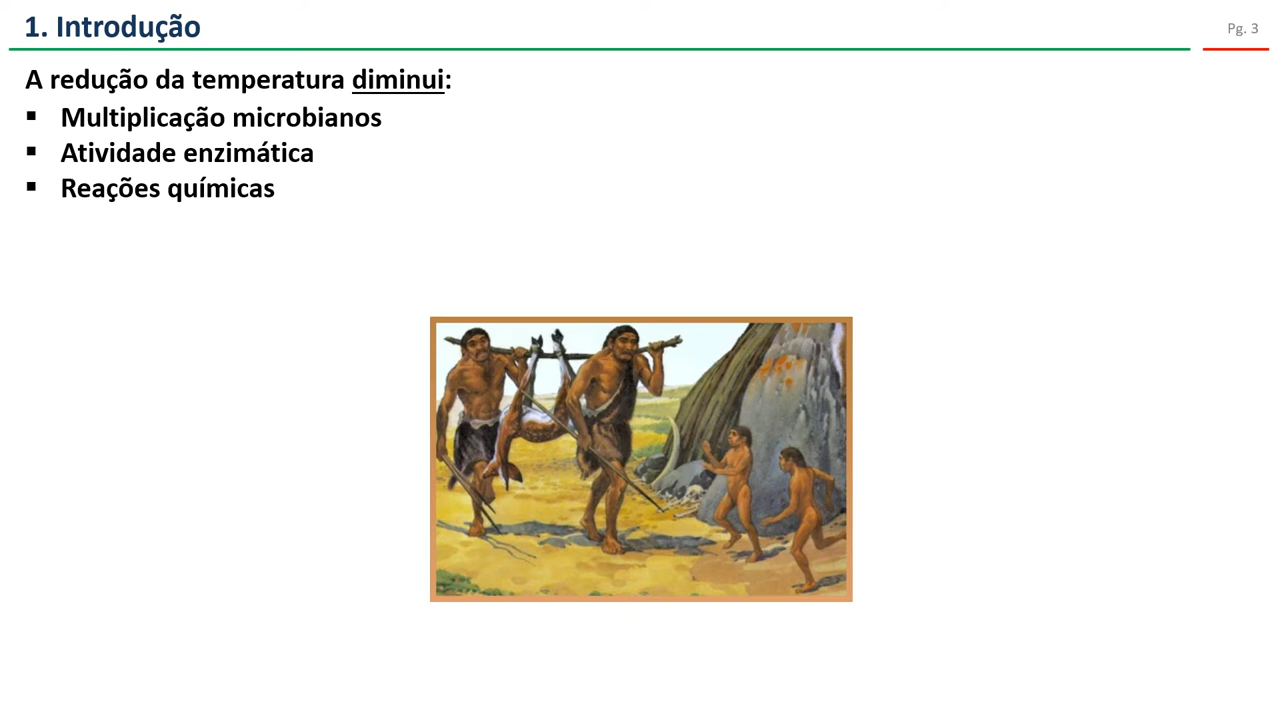 1. Introdução
Pg. 3
A redução da temperatura diminui:
▪ Multiplicação microbianos
▪ Atividade enzimática
▪ Reações químicas